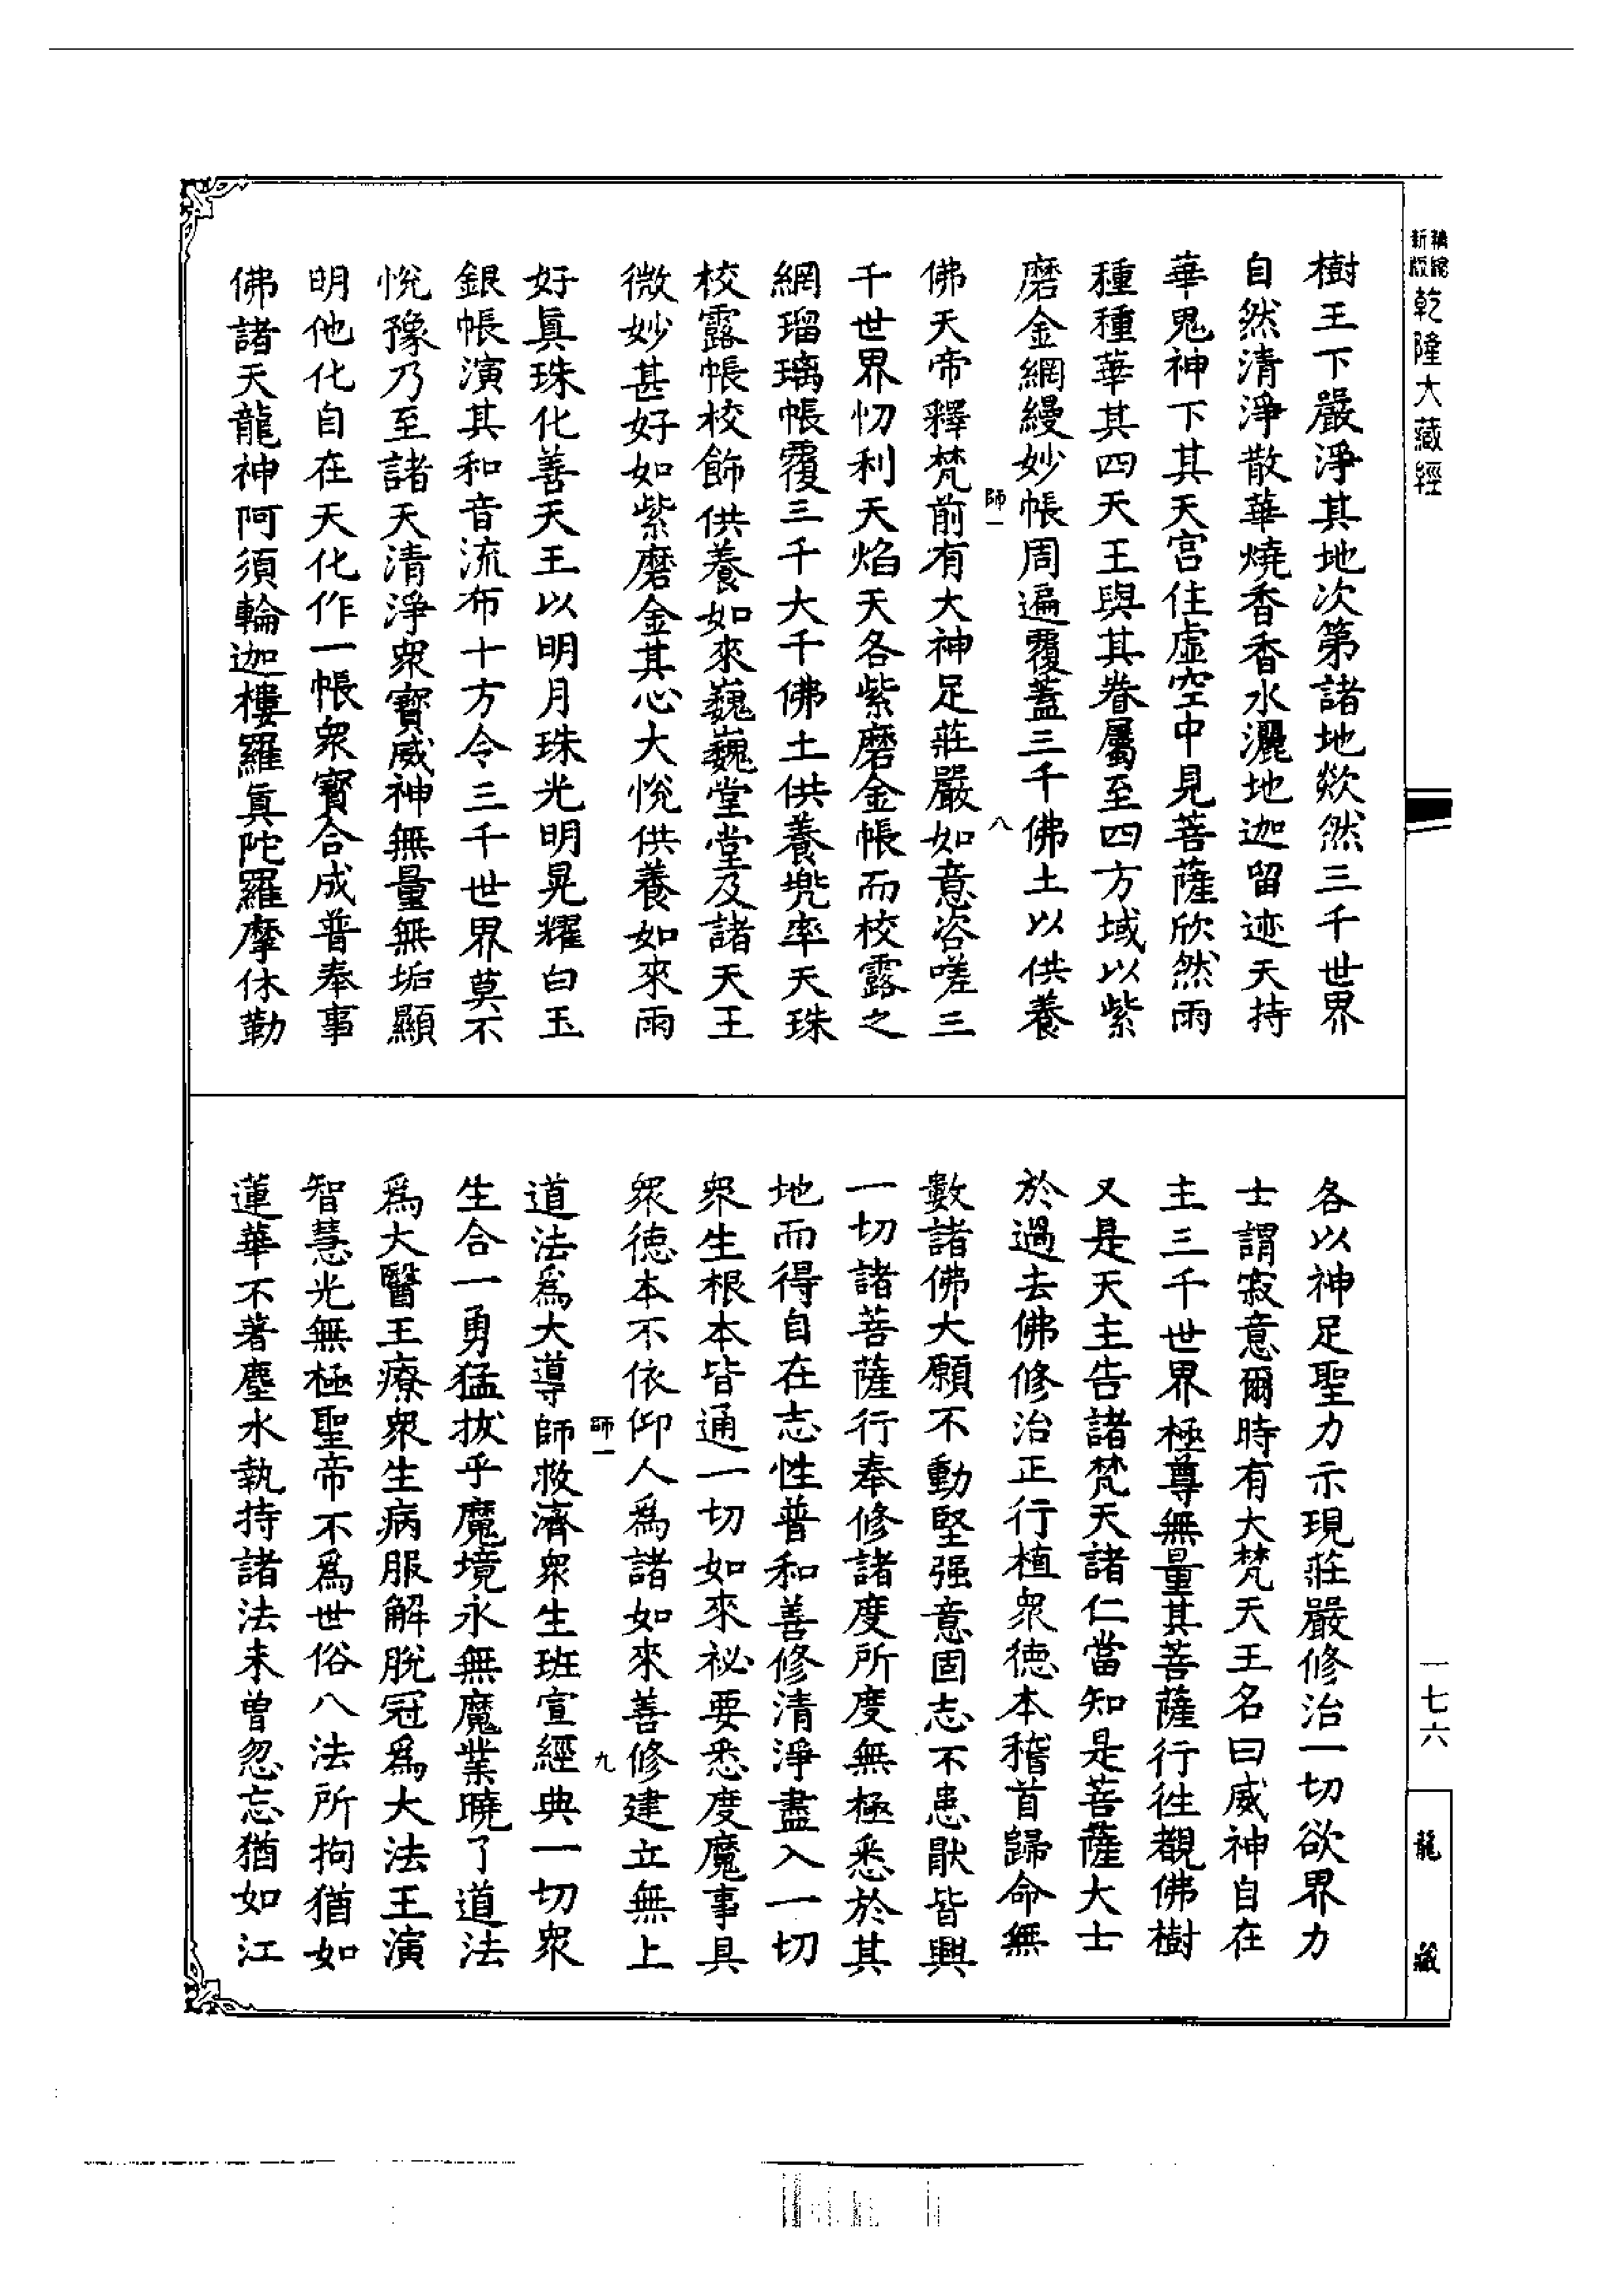 乾隆大藏經
樹王下嚴淨其地次第諸地欻然三千世界
自然清淨散華燒香香水灑地迦留迹天持
華鬼神下其天宮住虛空中見菩薩欣然雨
種種華其四天王與其眷屬至四方域以紫
磨金網縵妙帳周遍覆蓋三千佛土以供養
師一
八
佛天帝釋梵前有大神足莊嚴如意咨嗟三
千世界忉利天焰天各紫磨金帳而校露之
網瑠璃帳覆三千大千佛土供養兜率天珠
校露帳校飾供養如來巍巍堂堂及諸天王
微妙甚好如紫磨金其心大悅供養如來雨
好眞珠化善天王以明月珠光明晃耀白玉
銀帳演其和音流布十方令三千世界莫不
悅豫乃至諸天清淨衆寶威神無量無垢顯
明他化自在天化作一帳衆寶合成普奉事
佛諸天龍神阿須輪迦樓羅眞陀羅摩休勒
各以神足聖力示現莊嚴修治一切欲界力
士謂寂意爾時有大梵天王名曰威神自在
主三千世界極尊無量其菩薩行徃覩佛樹
又是天主告諸梵天諸仁當知是菩薩大士
於過去佛修治正行植衆德本稽首歸命無
數諸佛大願不動堅强意固志不患厭皆興
一切諸菩薩行奉修諸度所度無極悉於其
地而得自在志性普和善修清淨盡入一切
衆生根本皆通一切如來祕要悉度魔事具
衆德本不依仰人爲諸如來善修建立無上
師一
九
道法爲大導師救濟衆生班宣經典一切衆
生合一勇猛拔乎魔境永無魔業曉了道法
爲大醫王療衆生病服解脫冠爲大法王演
智慧光無極聖帝不爲世俗八法所拘猶如
蓮華不著塵水執持諸法未曾忽忘猶如江
一七六
龍藏